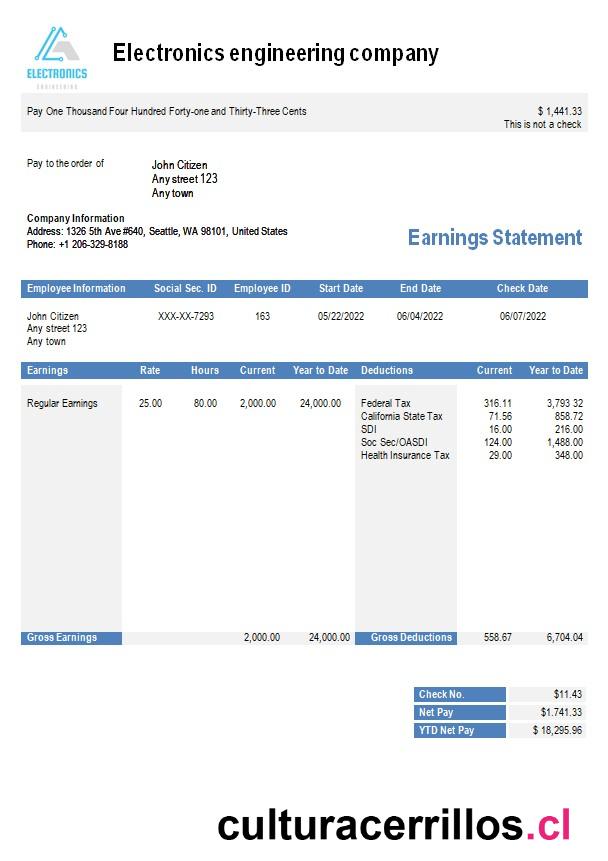 Electronics engineering company
ELECTRONICS
ENGINEERING
Pay One Thousand Four Hundred Forty-one and Thirty-Three Cents $ 1,441.33
This is not a check
Pay to the order of John Citizen
Any street 123
Any town
Company Information
Address: 1326 5th Ave #640, Seattle, WA 98101, United States
Phone: +1 206-329-8188
Earnings Statement
Employee Information Social Sec. ID Employee ID Start Date End Date Check Date
John Citizen XXX-XX-7293 163 05/22/2022 06/04/2022 06/07/2022
Any street 123
Any town
Earnings Rate Hours Current Year to Date Deductions Current Year to Date
Regular Earnings 25.00 80.00 2,000.00 24,000.00 Federal Tax 316.11 3,793 32
California State Tax 71.56 858.72
SDI 16.00 216.00
Soc Sec/OASDI 124.00 1,488.00
Health Insurance Tax 29.00 348.00
Gross Earnings 2,000.00 24,000.00 Gross Deductions 558.67 6,704.04
Check No. $11.43
Net Pay $1.741.33
YTD Net Pay $ 18,295.96
culturacerrillos.cl